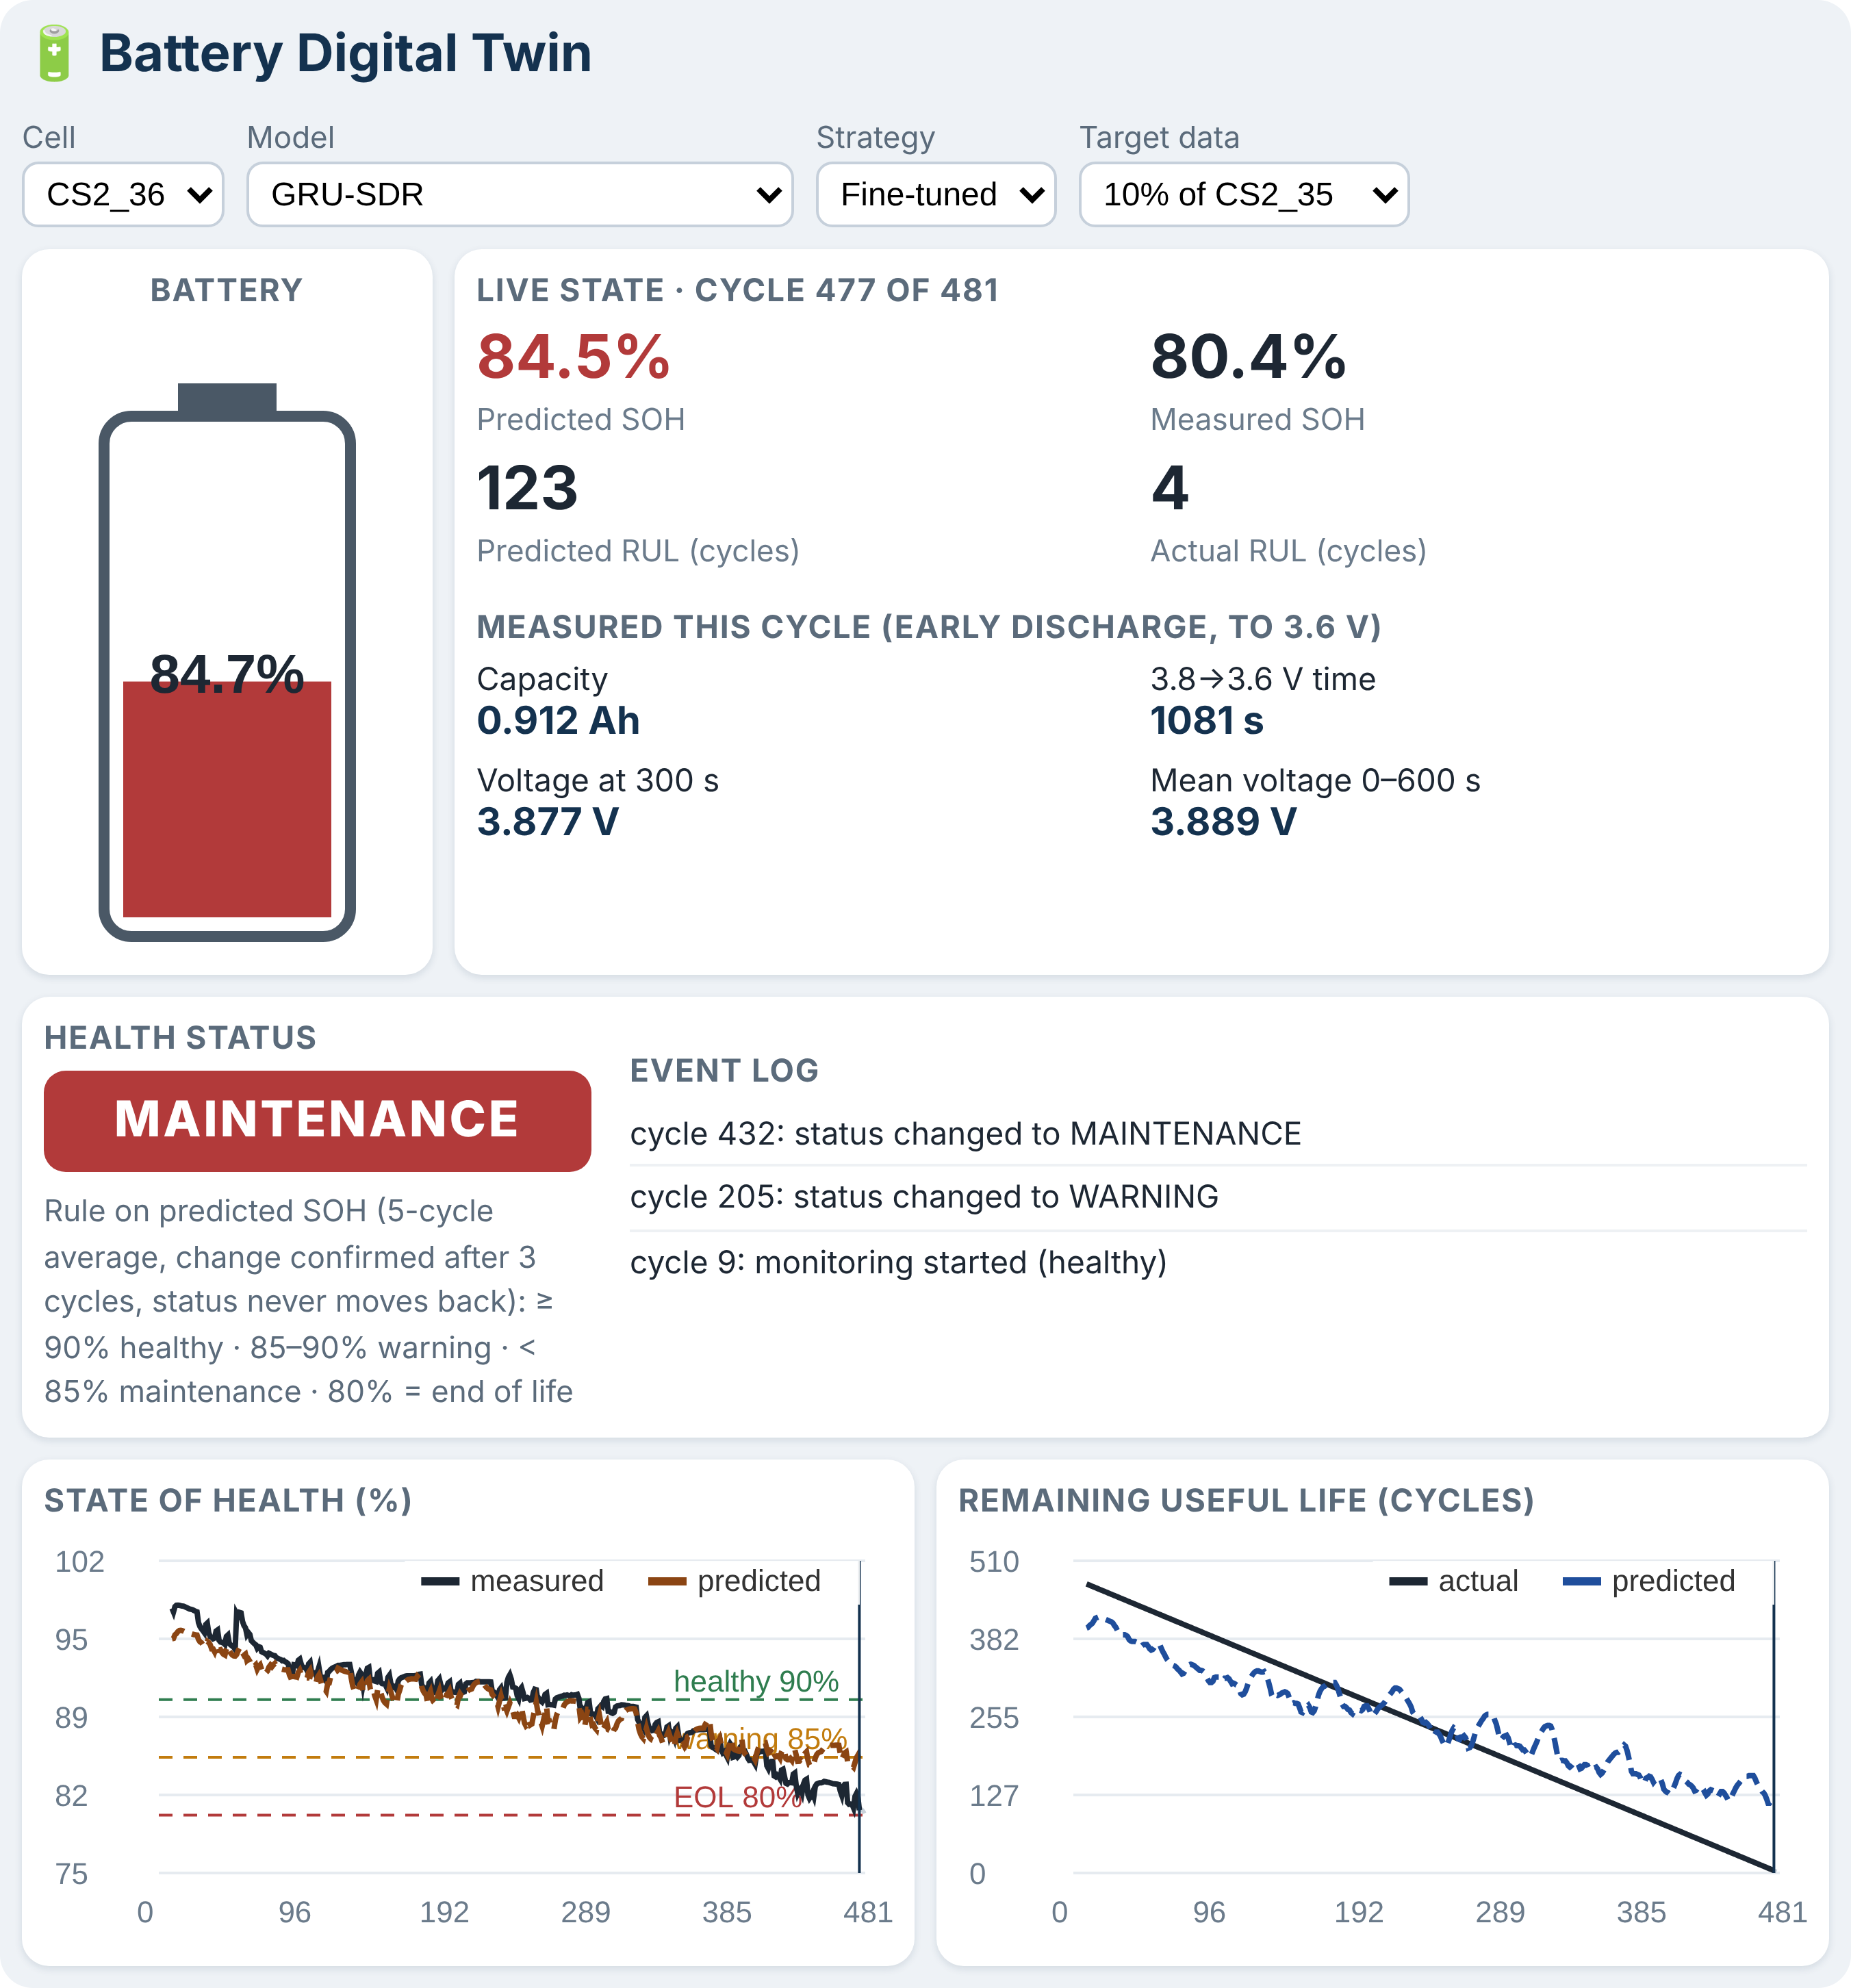 Battery Digital Twin
Cell
Model
Strategy
Target data
CS2_36
GRU-SDR
Fine-tuned
10% of CS2_35
BATTERY
84.7%
LIVE STATE · CYCLE 477 OF 481
84.5%
80.4%
Predicted SOH
Measured SOH
123
4
Predicted RUL (cycles)
Actual RUL (cycles)
MEASURED THIS CYCLE (EARLY DISCHARGE, TO 3.6 V)
Capacity
3.8→3.6 V time
0.912 Ah
1081 s
Voltage at 300 s
Mean voltage 0–600 s
3.877 V
3.889 V
HEALTH STATUS
MAINTENANCE
Rule on predicted SOH (5-cycle
average, change confirmed after 3
cycles, status never moves back): ≥
90% healthy · 85–90% warning · <
85% maintenance · 80% = end of life
EVENT LOG
cycle 432: status changed to MAINTENANCE
cycle 205: status changed to WARNING
cycle 9: monitoring started (healthy)
STATE OF HEALTH (%)
measured
predicted
102
95
89
82
75
healthy 90%
warning 85%
EOL 80%
0
96
192
289
385
481
REMAINING USEFUL LIFE (CYCLES)
actual
predicted
510
382
255
127
0
0
96
192
289
385
481